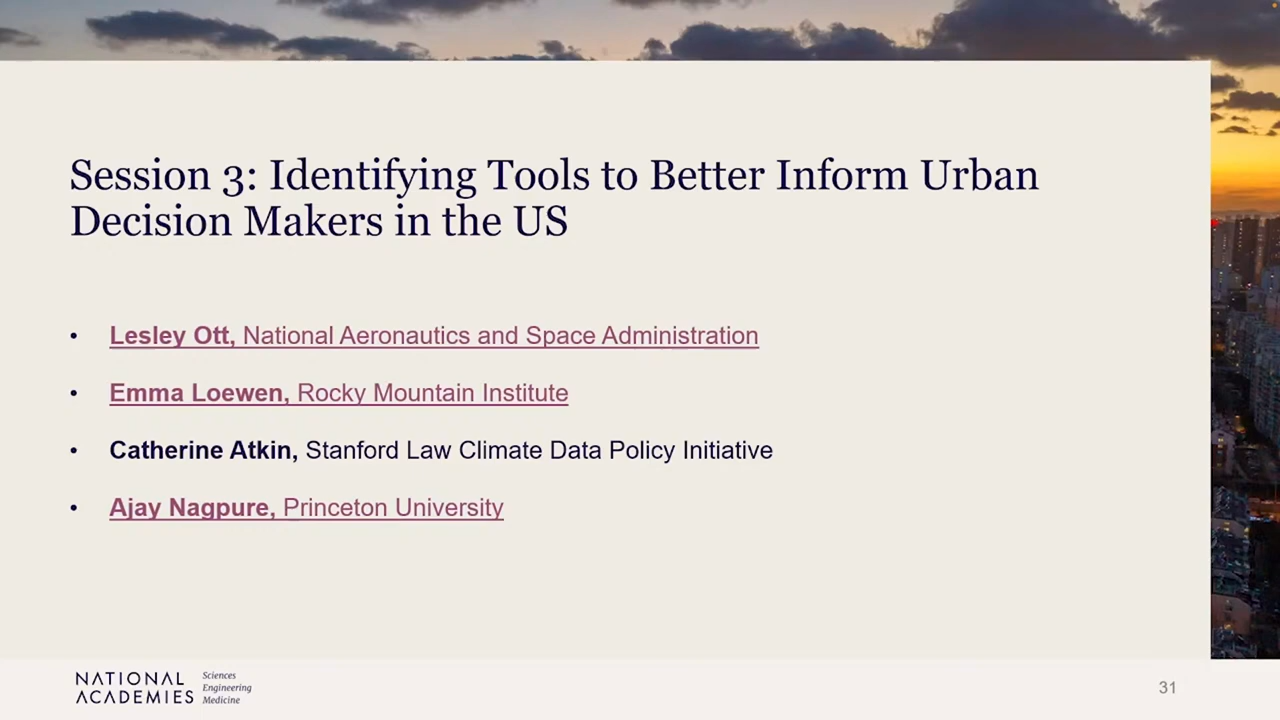 Session 3: Identifying Tools to Better Inform Urban
Decision Makers in the US
• Lesley Ott, National Aeronautics and Space Administration
• Emma Loewen, Rocky Mountain Institute
• Catherine Atkin, Stanford Law Climate Data Policy Initiative
• Ajay Nagpure, Princeton University
NATIONAL ACADEMIES
Sciences
Engineering
Medicine
31